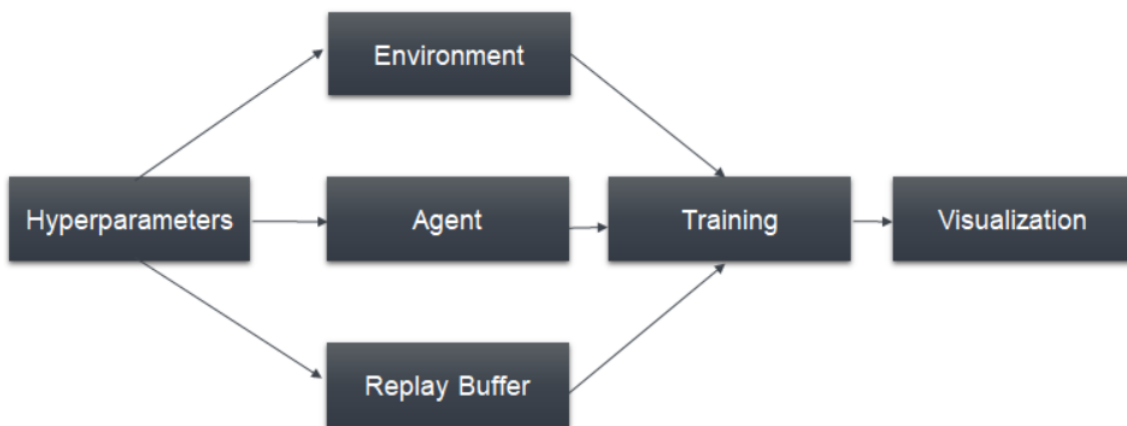 Environment
Hyperparameters
Agent
Training
Visualization
Replay Buffer